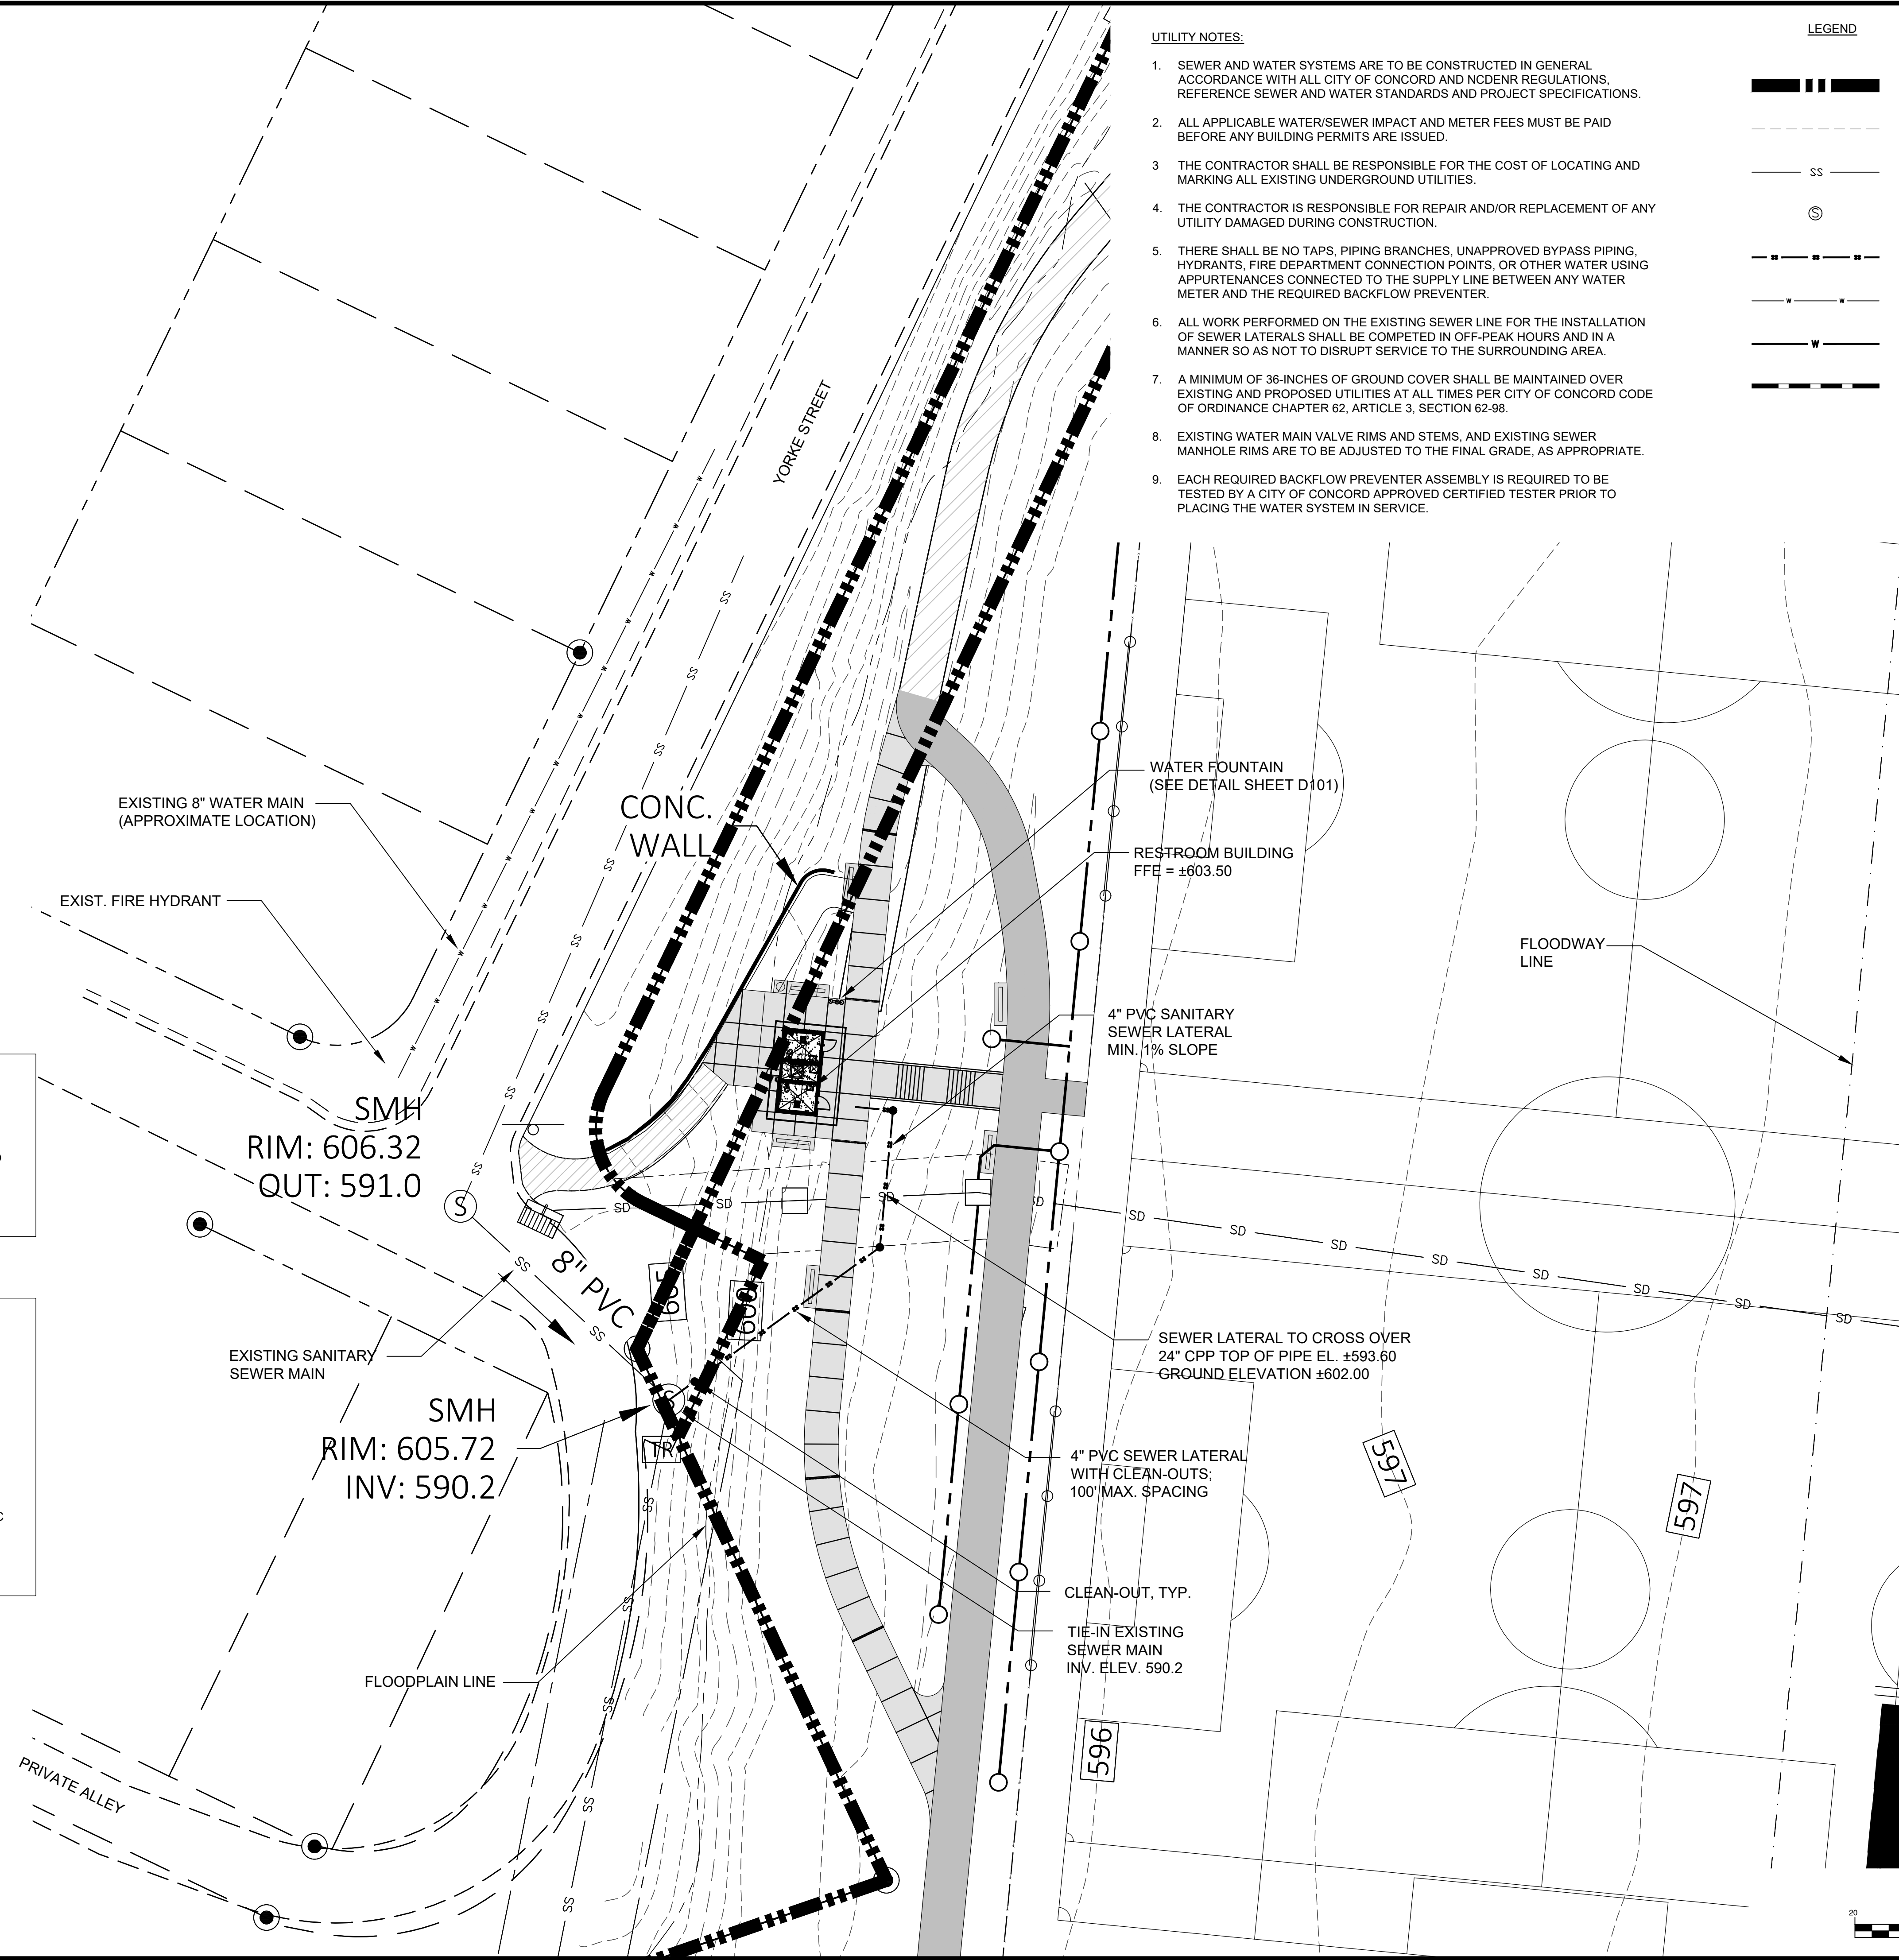 UTILITY NOTES:
1. SEWER AND WATER SYSTEMS ARE TO BE CONSTRUCTED IN GENERAL
ACCORDANCE WITH ALL CITY OF CONCORD AND NCDENR REGULATIONS,
REFERENCE SEWER AND WATER STANDARDS AND PROJECT SPECIFICATIONS.
2. ALL APPLICABLE WATER/SEWER IMPACT AND METER FEES MUST BE PAID
BEFORE ANY BUILDING PERMITS ARE ISSUED.
3 THE CONTRACTOR SHALL BE RESPONSIBLE FOR THE COST OF LOCATING AND
MARKING ALL EXISTING UNDERGROUND UTILITIES.
4. THE CONTRACTOR IS RESPONSIBLE FOR REPAIR AND/OR REPLACEMENT OF ANY
UTILITY DAMAGED DURING CONSTRUCTION.
5. THERE SHALL BE NO TAPS, PIPING BRANCHES, UNAPPROVED BYPASS PIPING,
HYDRANTS, FIRE DEPARTMENT CONNECTION POINTS, OR OTHER WATER USING
APPURTENANCES CONNECTED TO THE SUPPLY LINE BETWEEN ANY WATER
METER AND THE REQUIRED BACKFLOW PREVENTER.
6. ALL WORK PERFORMED ON THE EXISTING SEWER LINE FOR THE INSTALLATION
OF SEWER LATERALS SHALL BE COMPETED IN OFF-PEAK HOURS AND IN A
MANNER SO AS NOT TO DISRUPT SERVICE TO THE SURROUNDING AREA.
7. A MINIMUM OF 36-INCHES OF GROUND COVER SHALL BE MAINTAINED OVER
EXISTING AND PROPOSED UTILITIES AT ALL TIMES PER CITY OF CONCORD CODE
OF ORDINANCE CHAPTER 62, ARTICLE 3, SECTION 62-98.
8. EXISTING WATER MAIN VALVE RIMS AND STEMS, AND EXISTING SEWER
MANHOLE RIMS ARE TO BE ADJUSTED TO THE FINAL GRADE, AS APPROPRIATE.
9. EACH REQUIRED BACKFLOW PREVENTER ASSEMBLY IS REQUIRED TO BE
TESTED BY A CITY OF CONCORD APPROVED CERTIFIED TESTER PRIOR TO
PLACING THE WATER SYSTEM IN SERVICE.
LEGEND
SS
S
W W
W
YORKE STREET
EXISTING 8" WATER MAIN
(APPROXIMATE LOCATION)
CONC.
WALL
WATER FOUNTAIN
(SEE DETAIL SHEET D101)
RESTROOM BUILDING
FFE = ±603.50
EXIST. FIRE HYDRANT
FLOODWAY
LINE
4" PVC SANITARY
SEWER LATERAL
MIN. 1% SLOPE
SMH
RIM: 606.32
OUT: 591.0
S
8" PVC
605
600
EXISTING SANITARY
SEWER MAIN
SEWER LATERAL TO CROSS OVER
24" CPP TOP OF PIPE EL. ±593.60
GROUND ELEVATION ±602.00
SMH
RIM: 605.72
INV: 590.2
S
TR
4" PVC SEWER LATERAL
WITH CLEAN-OUTS;
100' MAX. SPACING
597
597
CLEAN-OUT, TYP.
TIE-IN EXISTING
SEWER MAIN
INV. ELEV. 590.2
FLOODPLAIN LINE
596
PRIVATE ALLEY
SD SD SD SD SD SD SD SD SD SD SD SD
20